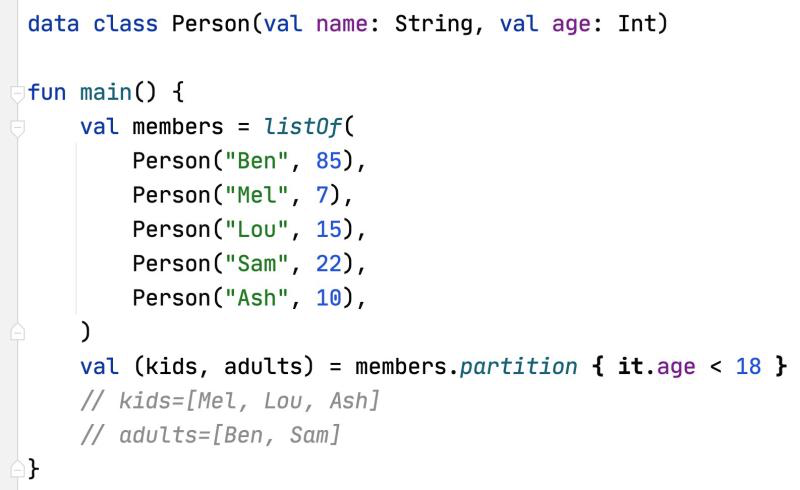 data class Person(val name: String, val age: Int)

fun main() {
    val members = listOf(
        Person("Ben", 85),
        Person("Mel", 7),
        Person("Lou", 15),
        Person("Sam", 22),
        Person("Ash", 10),
    )
    val (kids, adults) = members.partition { it.age < 18 }
    // kids=[Mel, Lou, Ash]
    // adults=[Ben, Sam]
}